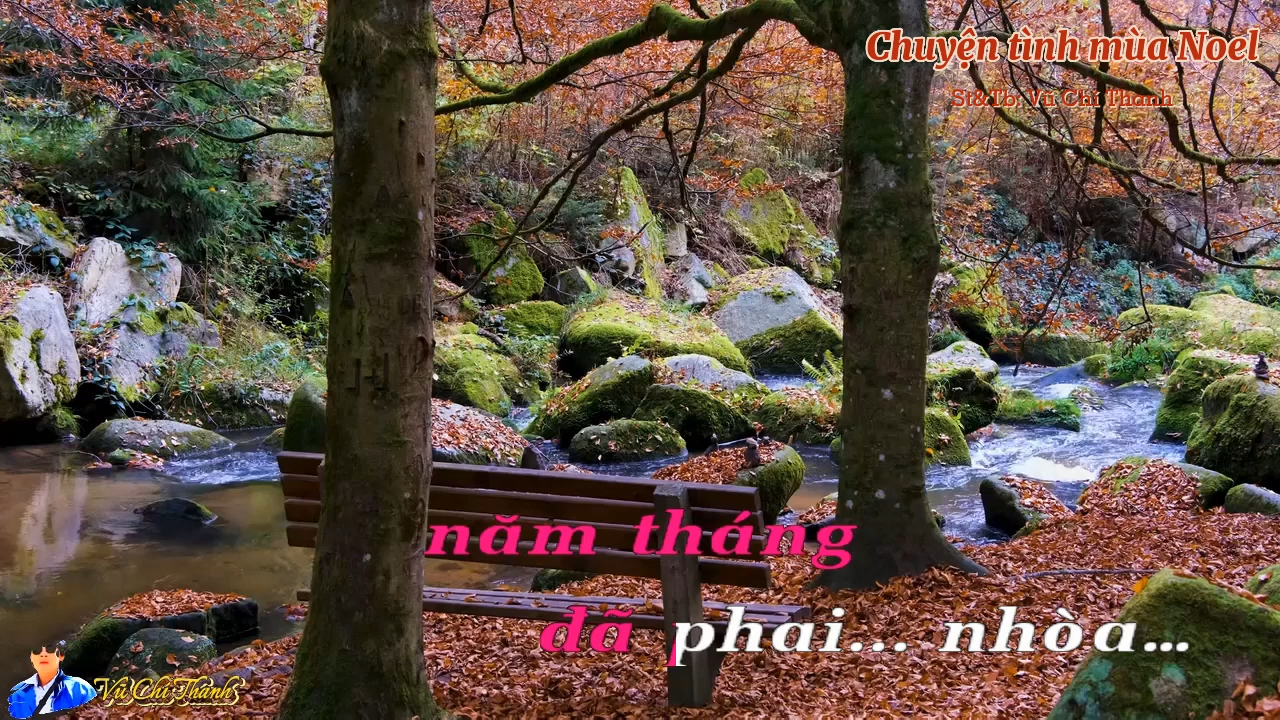 Chuyện tình mùa Noel
St&Tb: Vũ Chí Thanh
năm tháng
đã phai... nhòa...
Vũ Chí Thành